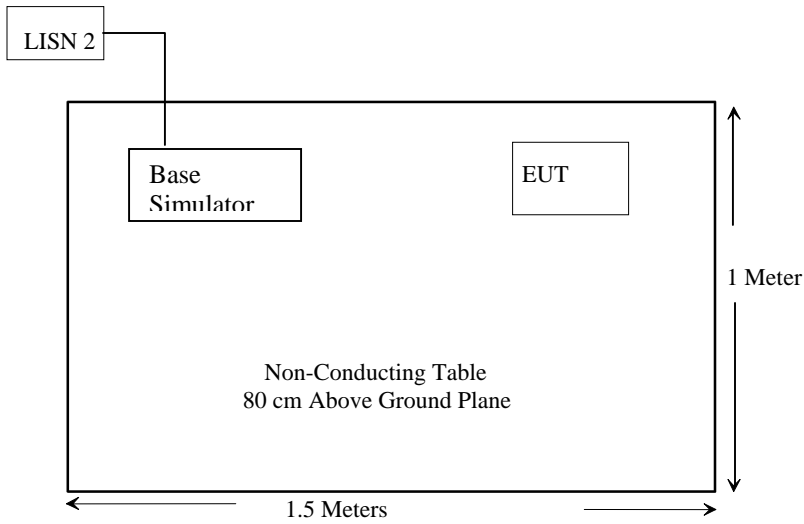 LISN 2
Base
Simulator
EUT
1 Meter
Non-Conducting Table
80 cm Above Ground Plane
1.5 Meters